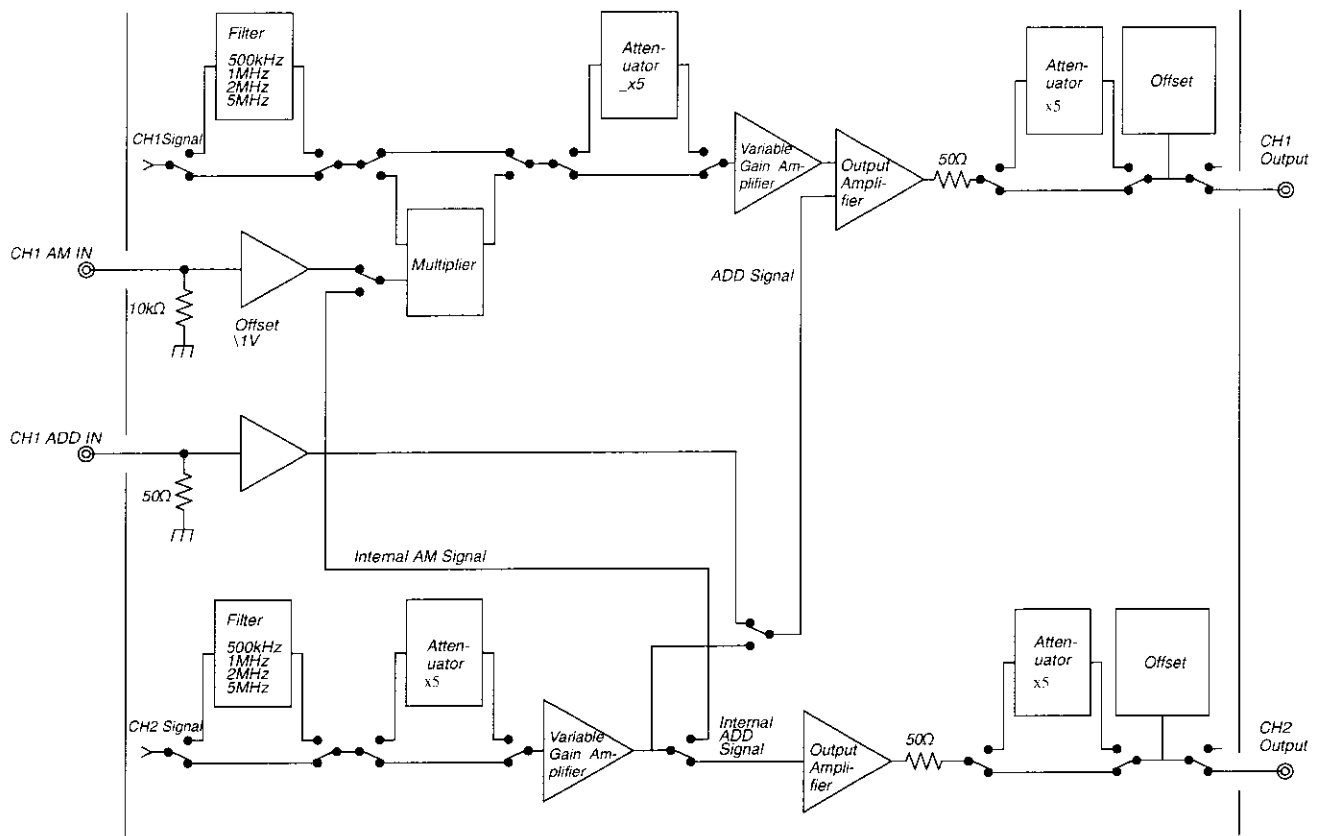 Filter
500kHz
1MHz
2MHz
5MHz
Atten-
uator
_x5
Atten-
uator
x5
Offset
CH1Signal
Variable
Gain Am-
plifier
Output
Amplifier
50Ω
CH1
Output
CH1 AM IN
Multiplier
ADD Signal
10kΩ
Offset
\1V
CH1 ADD IN
50Ω
Internal AM Signal
Filter
500kHz
1MHz
2MHz
5MHz
Atten-
uator
x5
Atten-
uator
x5
Offset
CH2 Signal
Variable
Gain Am-
plifier
Internal
ADD
Signal
Output
Ampli-
fier
50Ω
CH2
Output